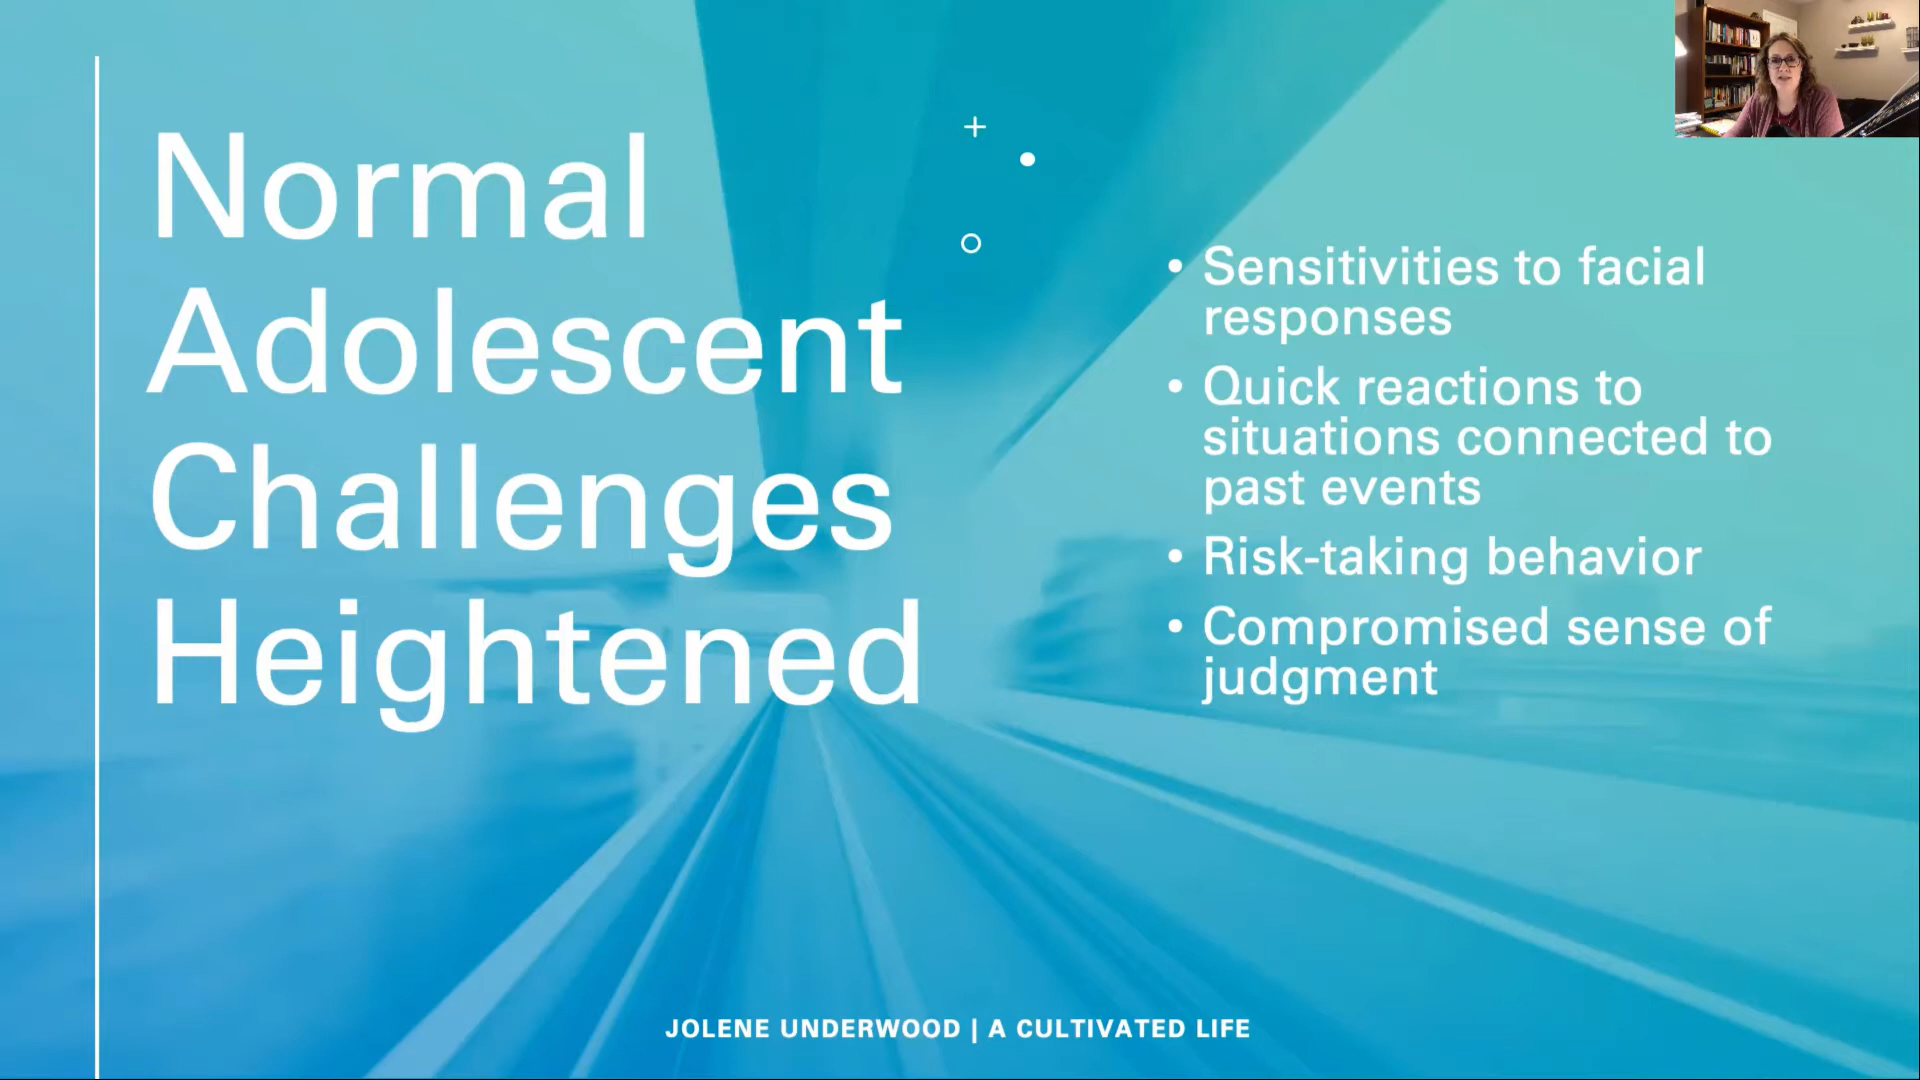 Normal
Adolescent
Challenges
Heightened
• Sensitivities to facial
responses
• Quick reactions to
situations connected to
past events
• Risk-taking behavior
• Compromised sense of
judgment
JOLENE UNDERWOOD | A CULTIVATED LIFE